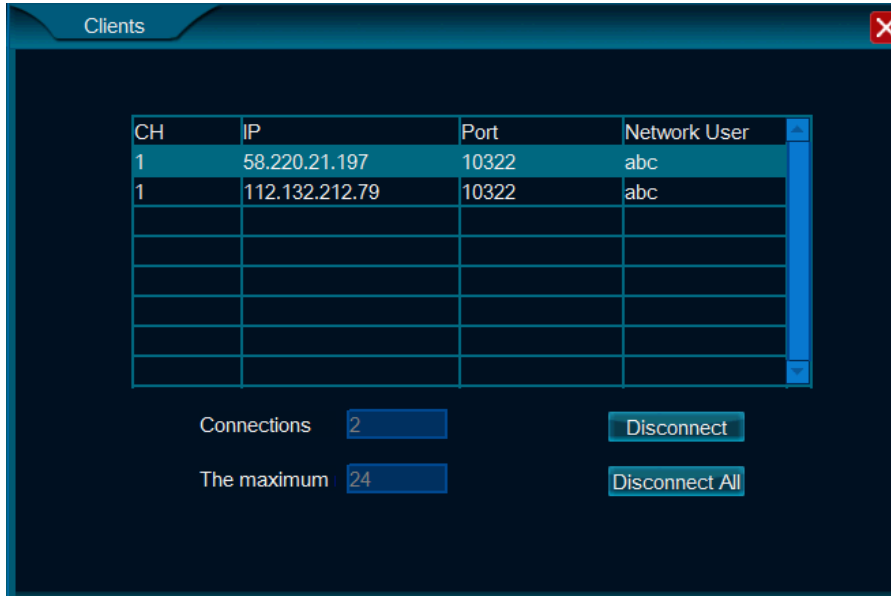 Clients
CH IP Port Network User
1 58.220.21.197 10322 abc
1 112.132.212.79 10322 abc
Connections 2 Disconnect
The maximum 24 Disconnect All